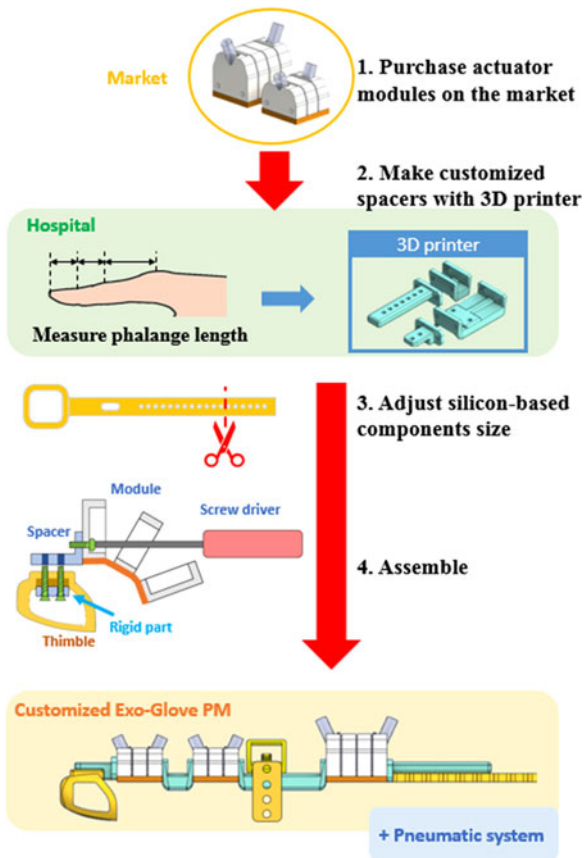 Market
1. Purchase actuator
modules on the market
2. Make customized
spacers with 3D printer
Hospital
3D printer
Measure phalange length
3. Adjust silicon-based
components size
Module
Spacer
Screw driver
4. Assemble
Rigid part
Thimble
Customized Exo-Glove PM
+ Pneumatic system